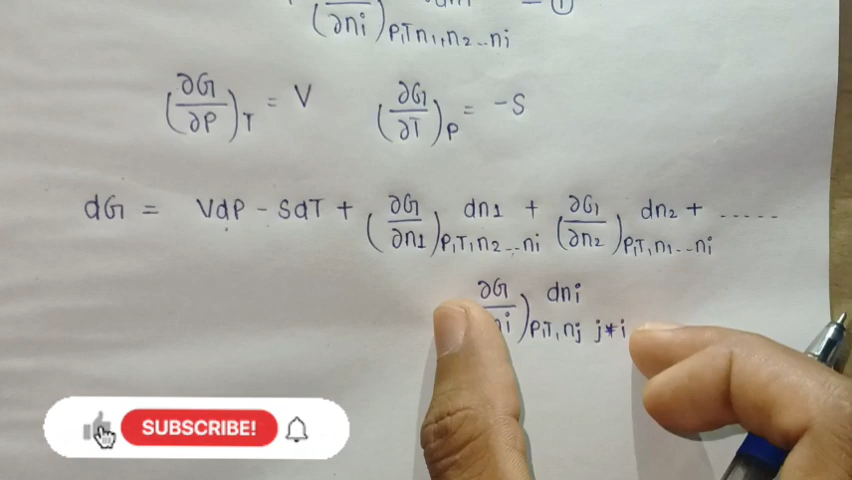 (∂ni)P,T,n1,n2...ni — ①
(∂G/∂P)T = V (∂G/∂T)P = -S
dG = VdP - SdT + (∂G/∂n1)P,T,n2...ni dn1 + (∂G/∂n2)P,T,n1...ni dn2 + .....
∂G/ni)P,T,nj j*i dni
SUBSCRIBE!